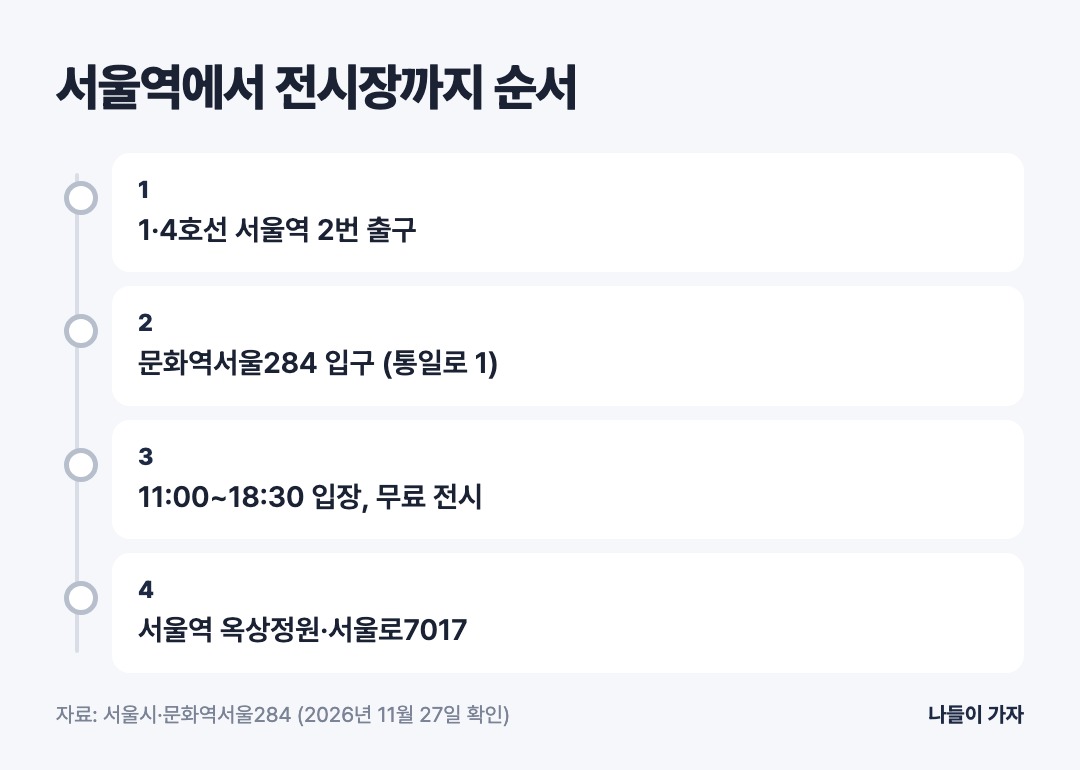 서울역에서 전시장까지 순서
1
1·4호선 서울역 2번 출구
2
문화역서울284 입구 (통일로 1)
3
11:00~18:30 입장, 무료 전시
4
서울역 옥상정원·서울로7017
자료: 서울시·문화역서울284 (2026년 11월 27일 확인)
나들이 가자